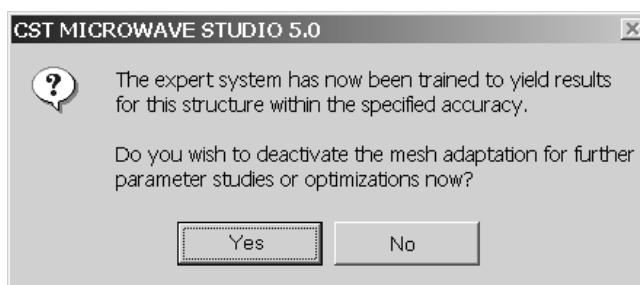 CST MICROWAVE STUDIO 5.0
The expert system has now been trained to yield results
for this structure within the specified accuracy.
Do you wish to deactivate the mesh adaptation for further
parameter studies or optimizations now?
Yes
No